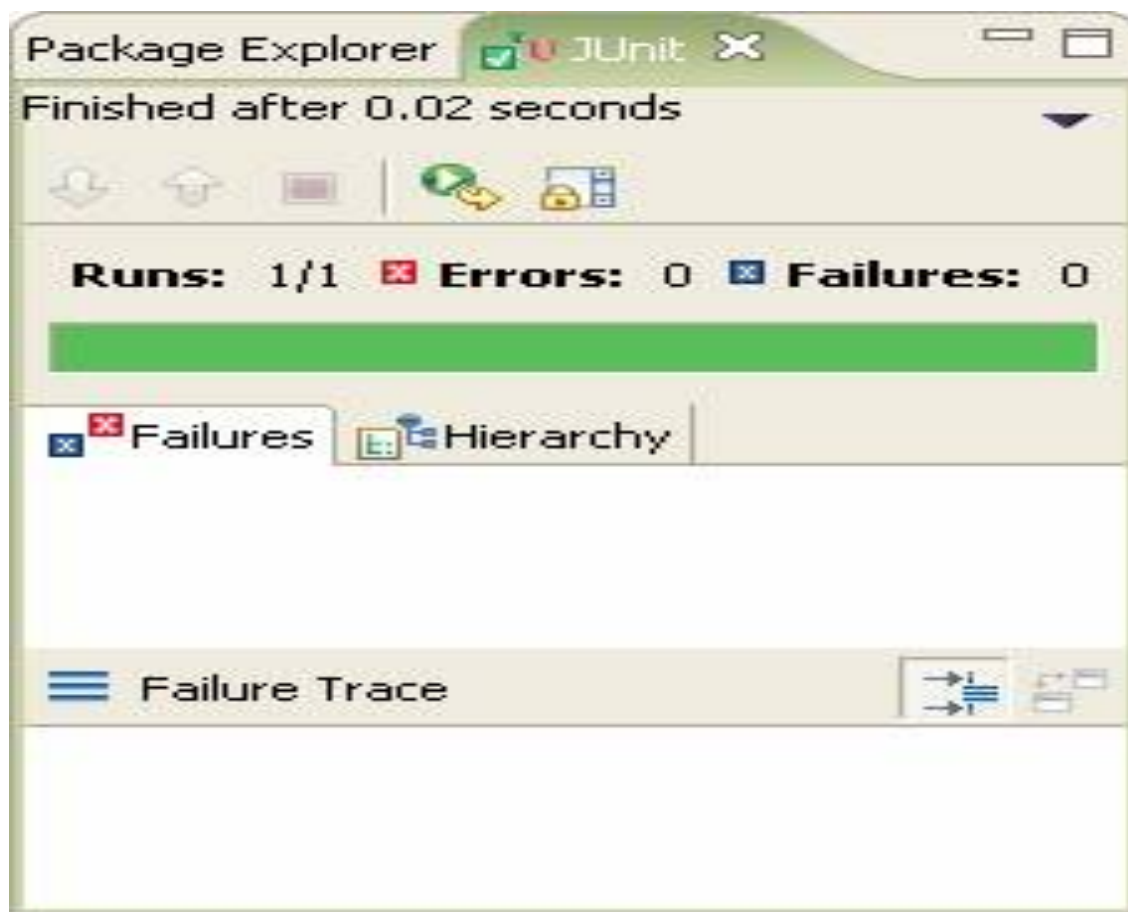 Package Explorer JUnit
Finished after 0.02 seconds
Runs: 1/1 Errors: 0 Failures: 0
Failures Hierarchy
Failure Trace